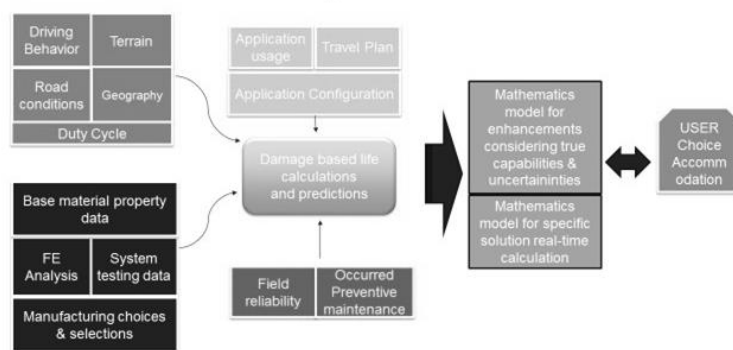 Driving
Behavior
Terrain
Road
conditions
Geography
Duty Cycle
Application
usage
Travel Plan
Application Configuration
Damage based life
calculations
and predictions
Base material property
data
FE
Analysis
System
testing data
Manufacturing choices
& selections
Field
reliability
Occurred
Preventive
maintenance
Mathematics
model for
enhancements
considering true
capabilities &
uncertaininties
Mathematics
model for specific
solution real-time
calculation
USER
Choice
Accomm
odation